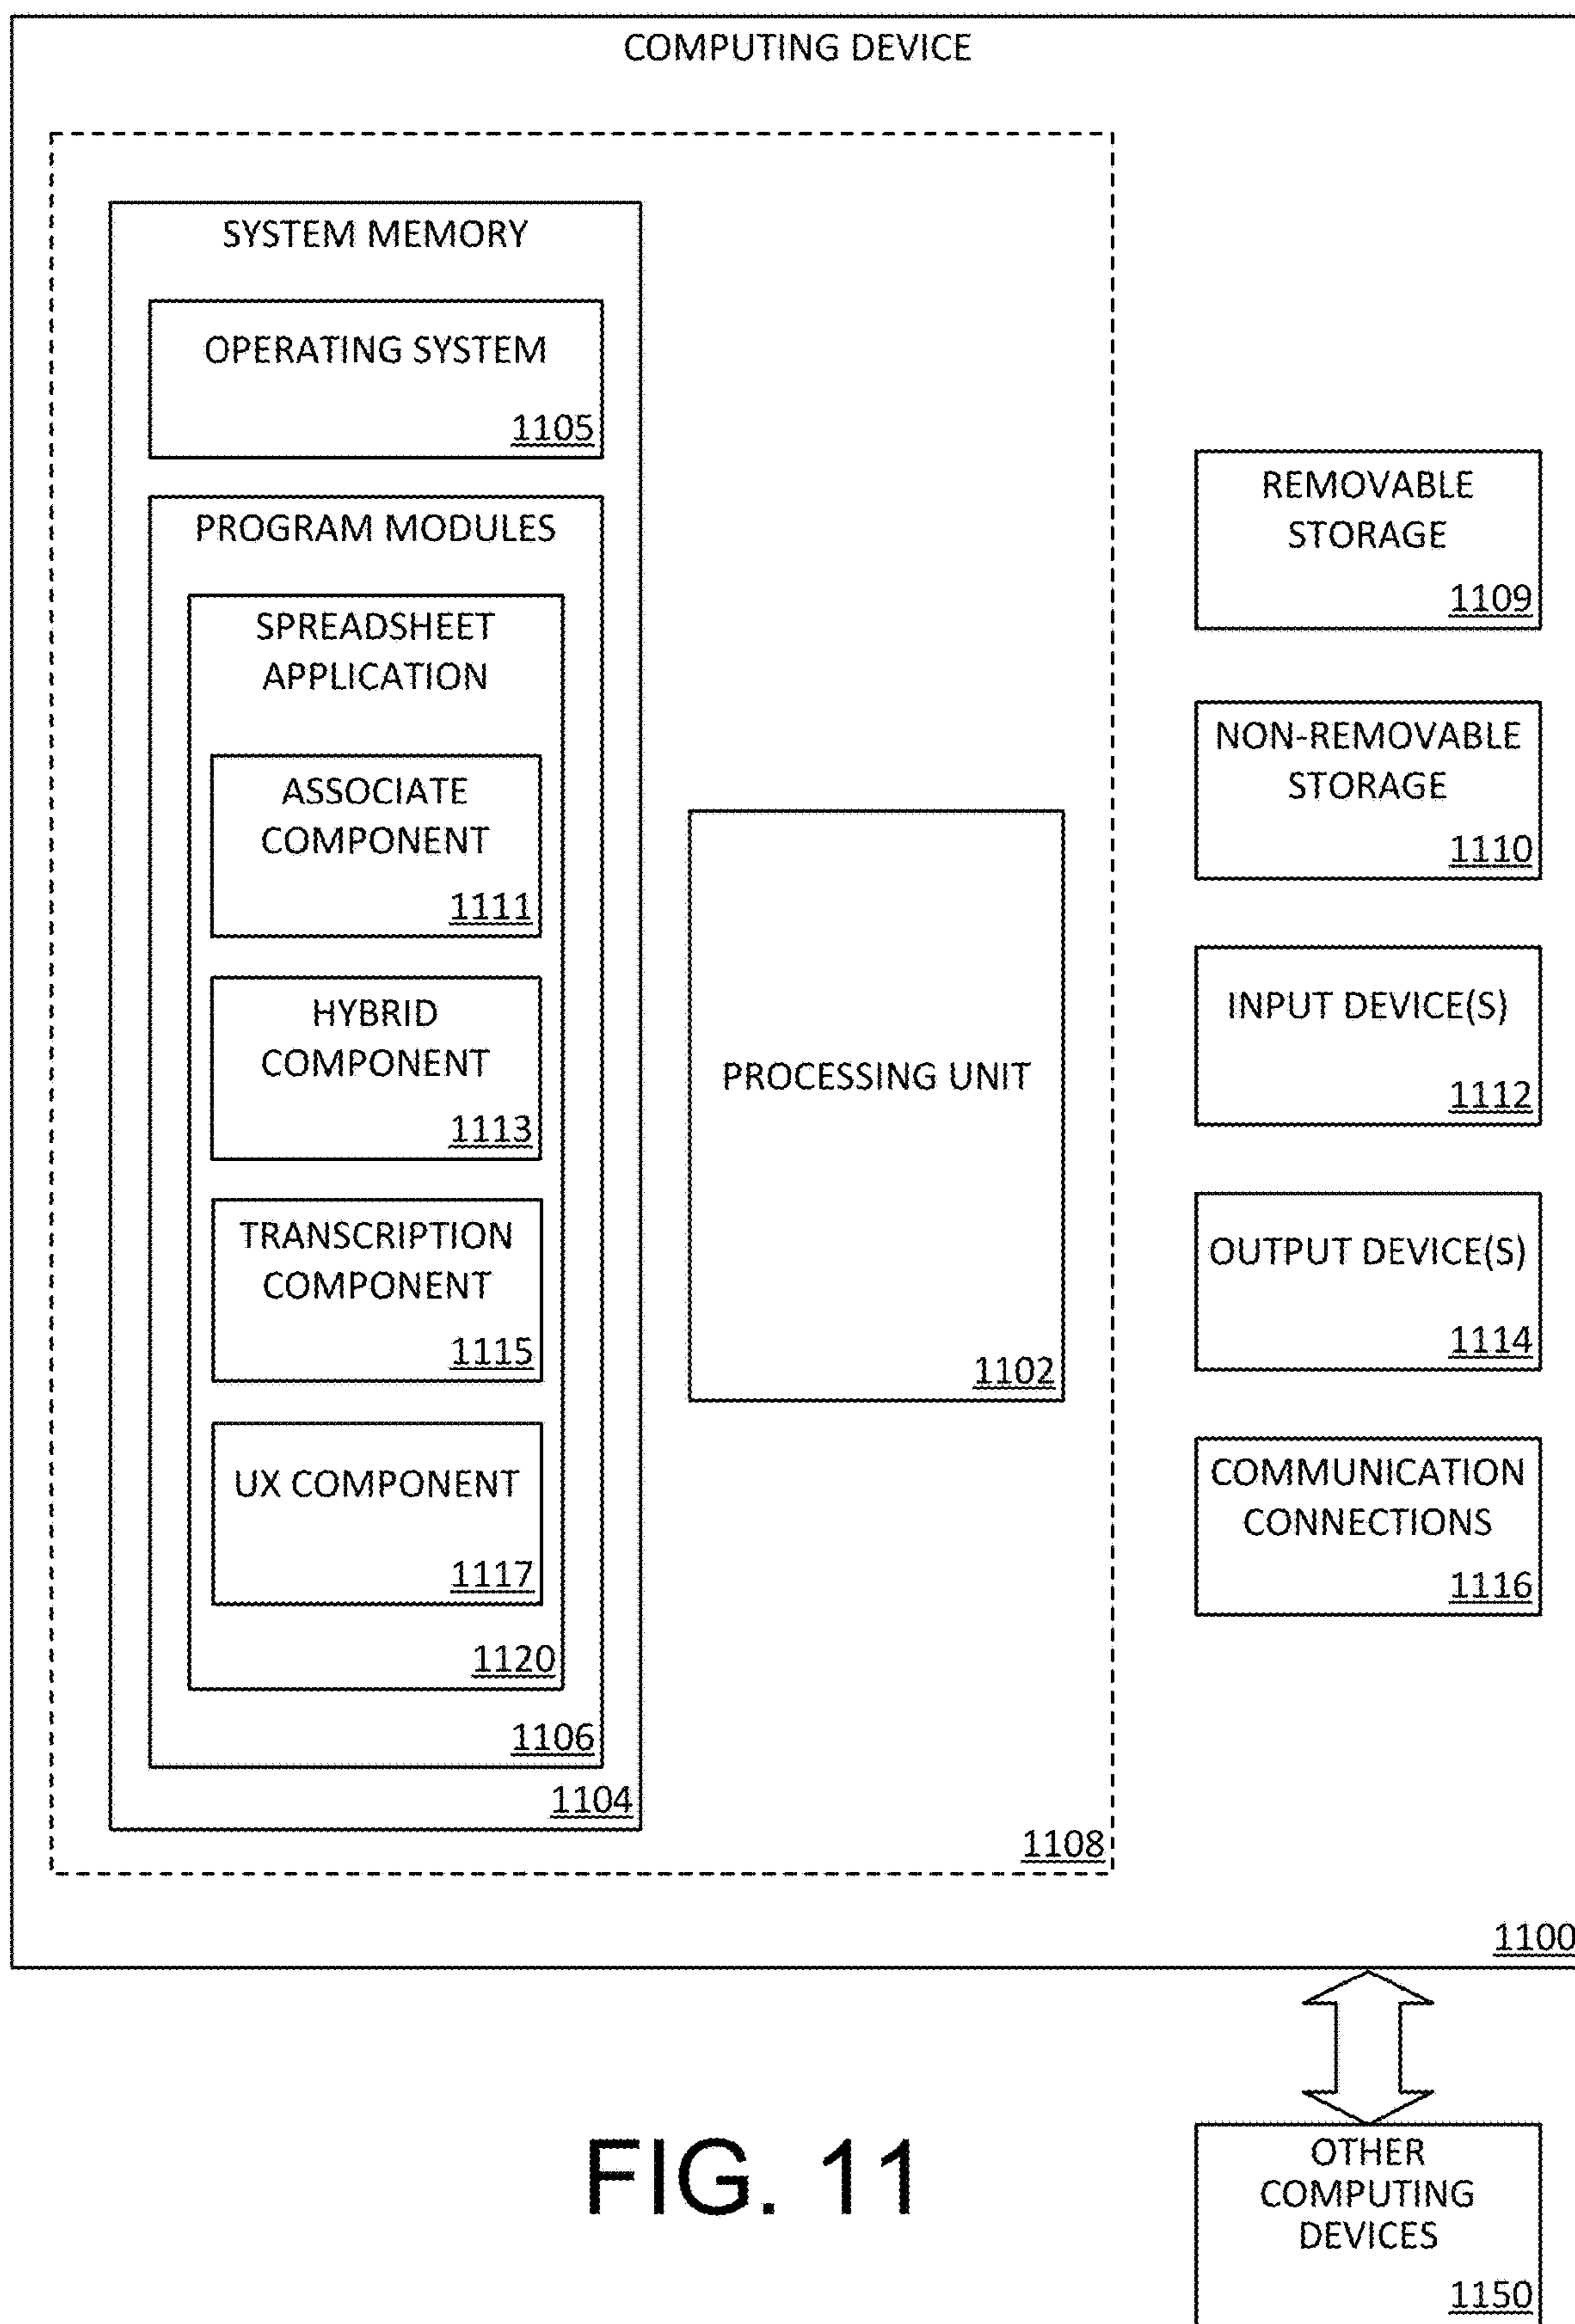 COMPUTING DEVICE
SYSTEM MEMORY
OPERATING SYSTEM
1105
PROGRAM MODULES
SPREADSHEET
APPLICATION
ASSOCIATE
COMPONENT
1111
HYBRID
COMPONENT
1113
TRANSCRIPTION
COMPONENT
1115
UX COMPONENT
1117
1120
1106
1104
PROCESSING UNIT
1102
1108
REMOVABLE
STORAGE
1109
NON-REMOVABLE
STORAGE
1110
INPUT DEVICE(S)
1112
OUTPUT DEVICE(S)
1114
COMMUNICATION
CONNECTIONS
1116
1100
OTHER
COMPUTING
DEVICES
1150
FIG. 11